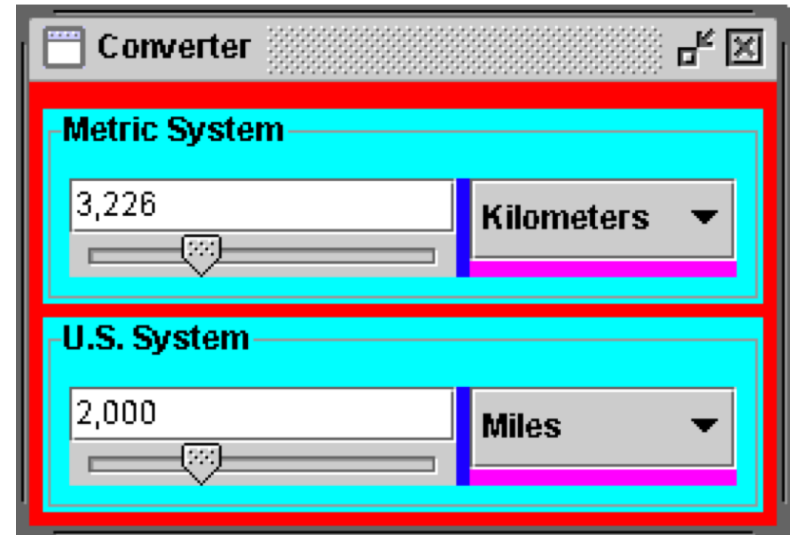 Converter
Metric System
3,226
Kilometers
U.S. System
2,000
Miles